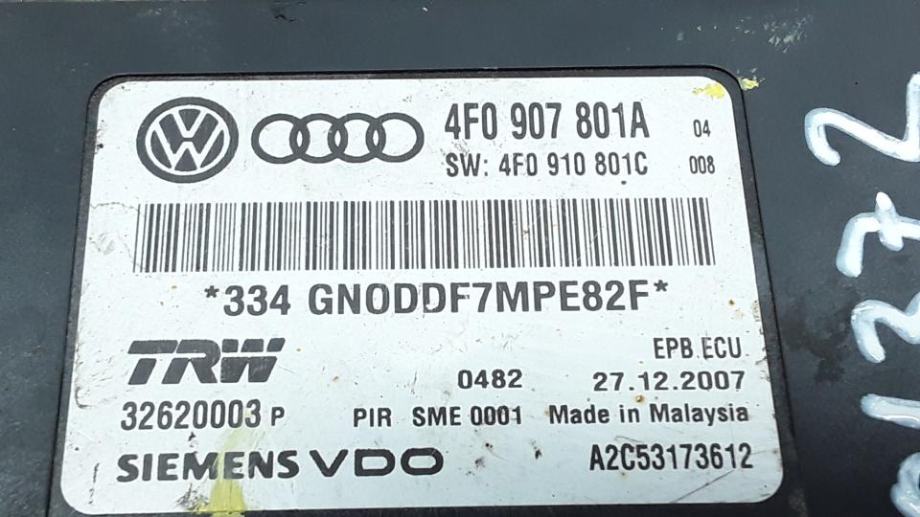 4F0 907 801A 04
SW: 4F0 910 801C 008
*334 GNODDF7MPE82F*
TRW EPB ECU
0482 27.12.2007
32620003 P PIR SME 0001 Made in Malaysia
SIEMENS VDO A2C53173612